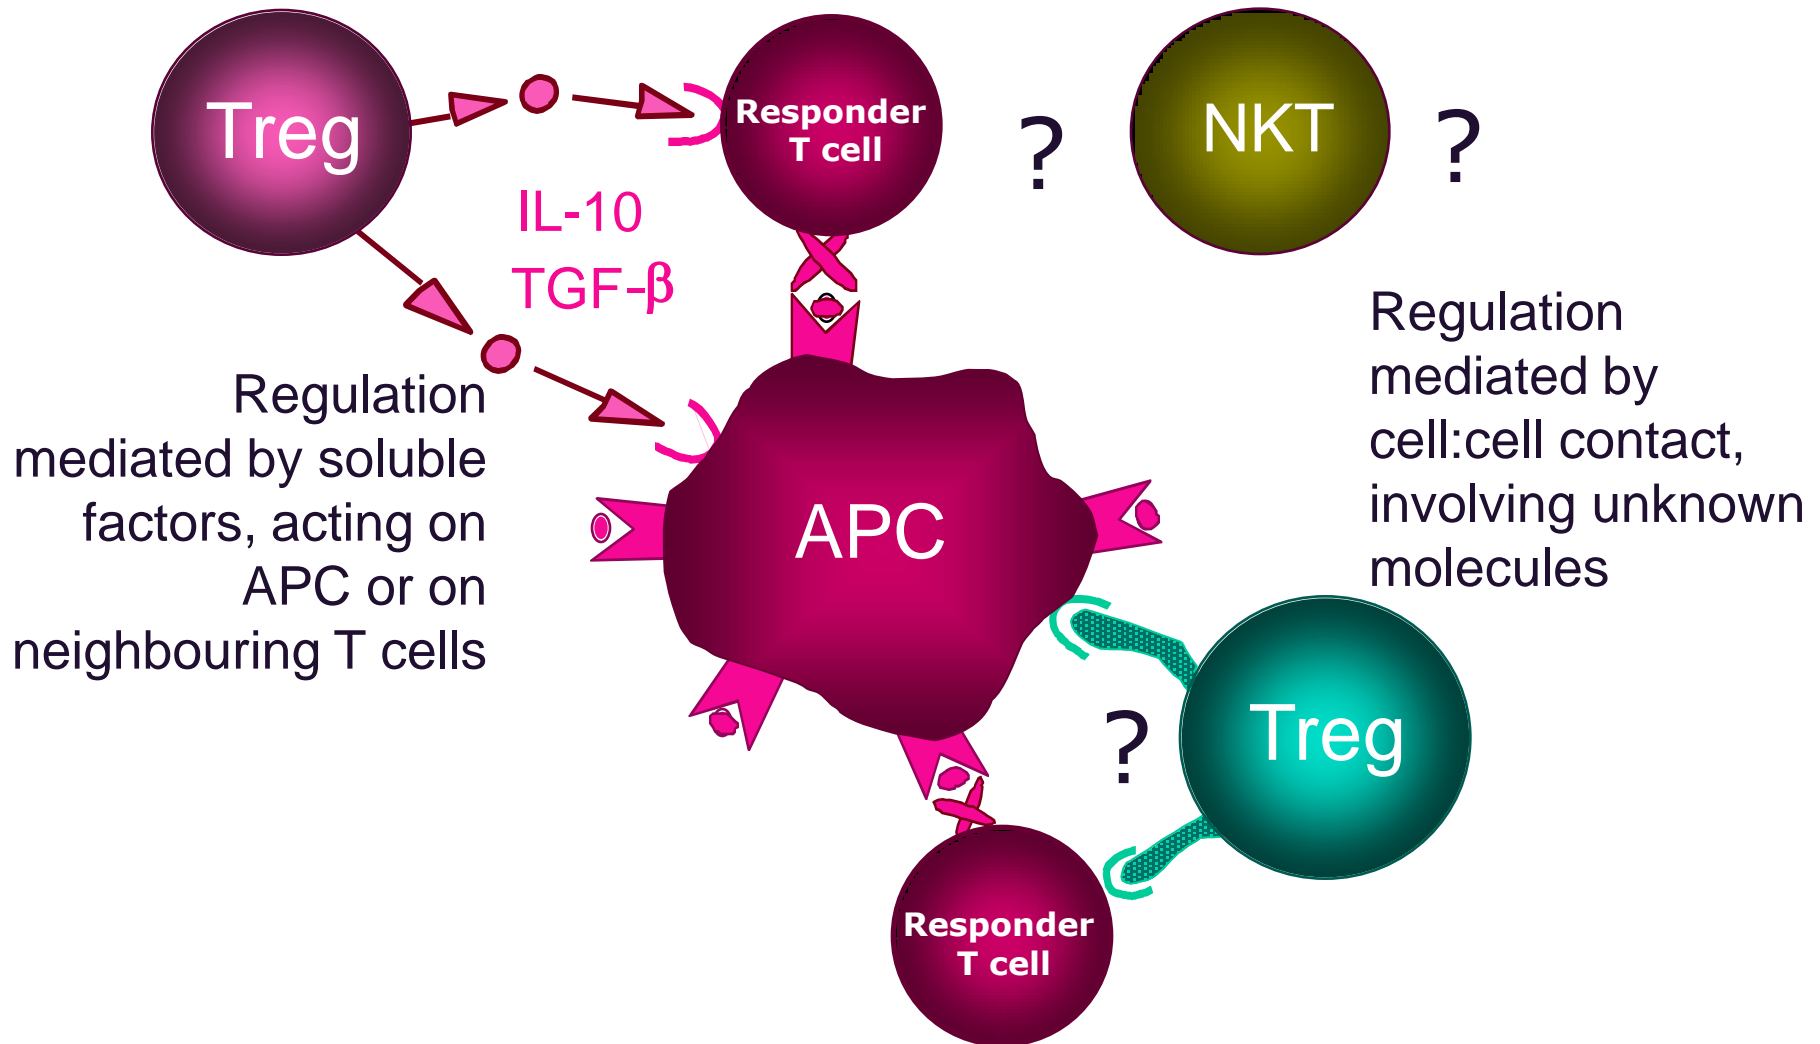 Treg
Responder
T cell
?
NKT
?
IL-10
TGF-β
Regulation
mediated by soluble
factors, acting on
APC or on
neighbouring T cells
APC
Regulation
mediated by
cell:cell contact,
involving unknown
molecules
?
Treg
Responder
T cell